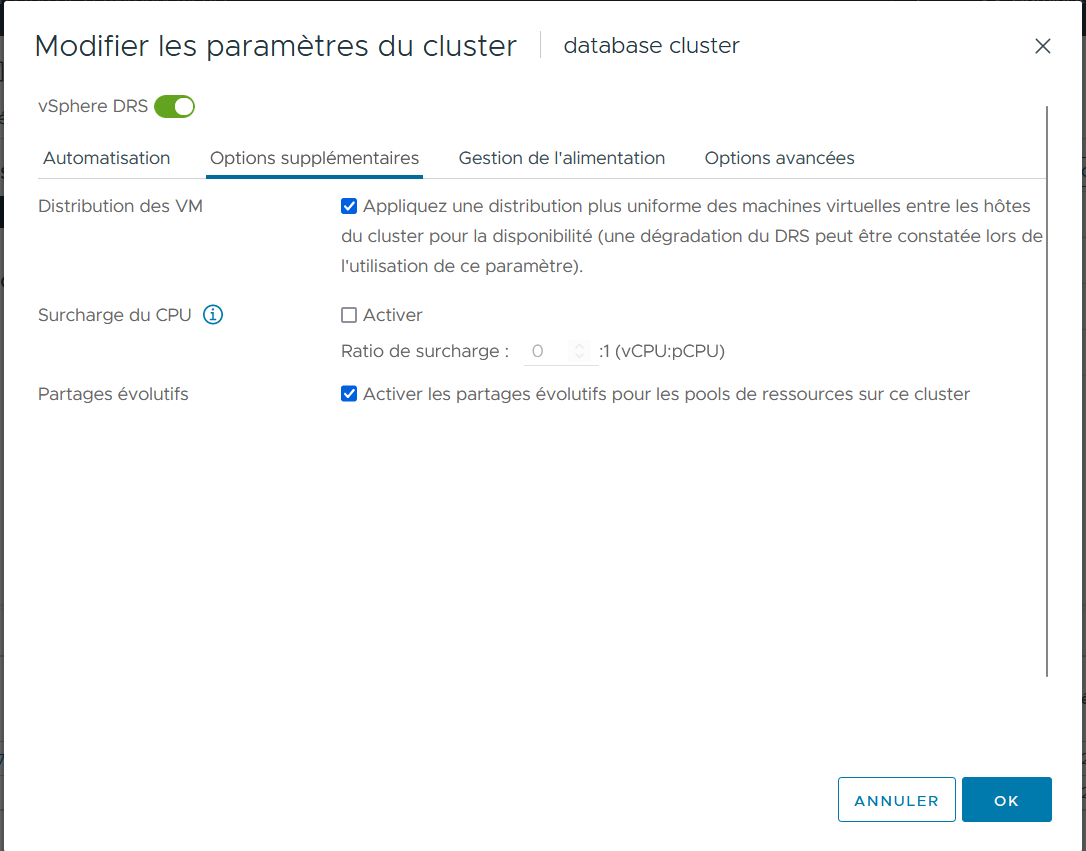 Modifier les paramètres du cluster
database cluster
vSphere DRS
Automatisation
Options supplémentaires
Gestion de l'alimentation
Options avancées
Distribution des VM
Appliquez une distribution plus uniforme des machines virtuelles entre les hôtes
du cluster pour la disponibilité (une dégradation du DRS peut être constatée lors de
l'utilisation de ce paramètre).
Surcharge du CPU
Activer
Ratio de surcharge : 0 :1 (vCPU:pCPU)
Partages évolutifs
Activer les partages évolutifs pour les pools de ressources sur ce cluster
ANNULER
OK